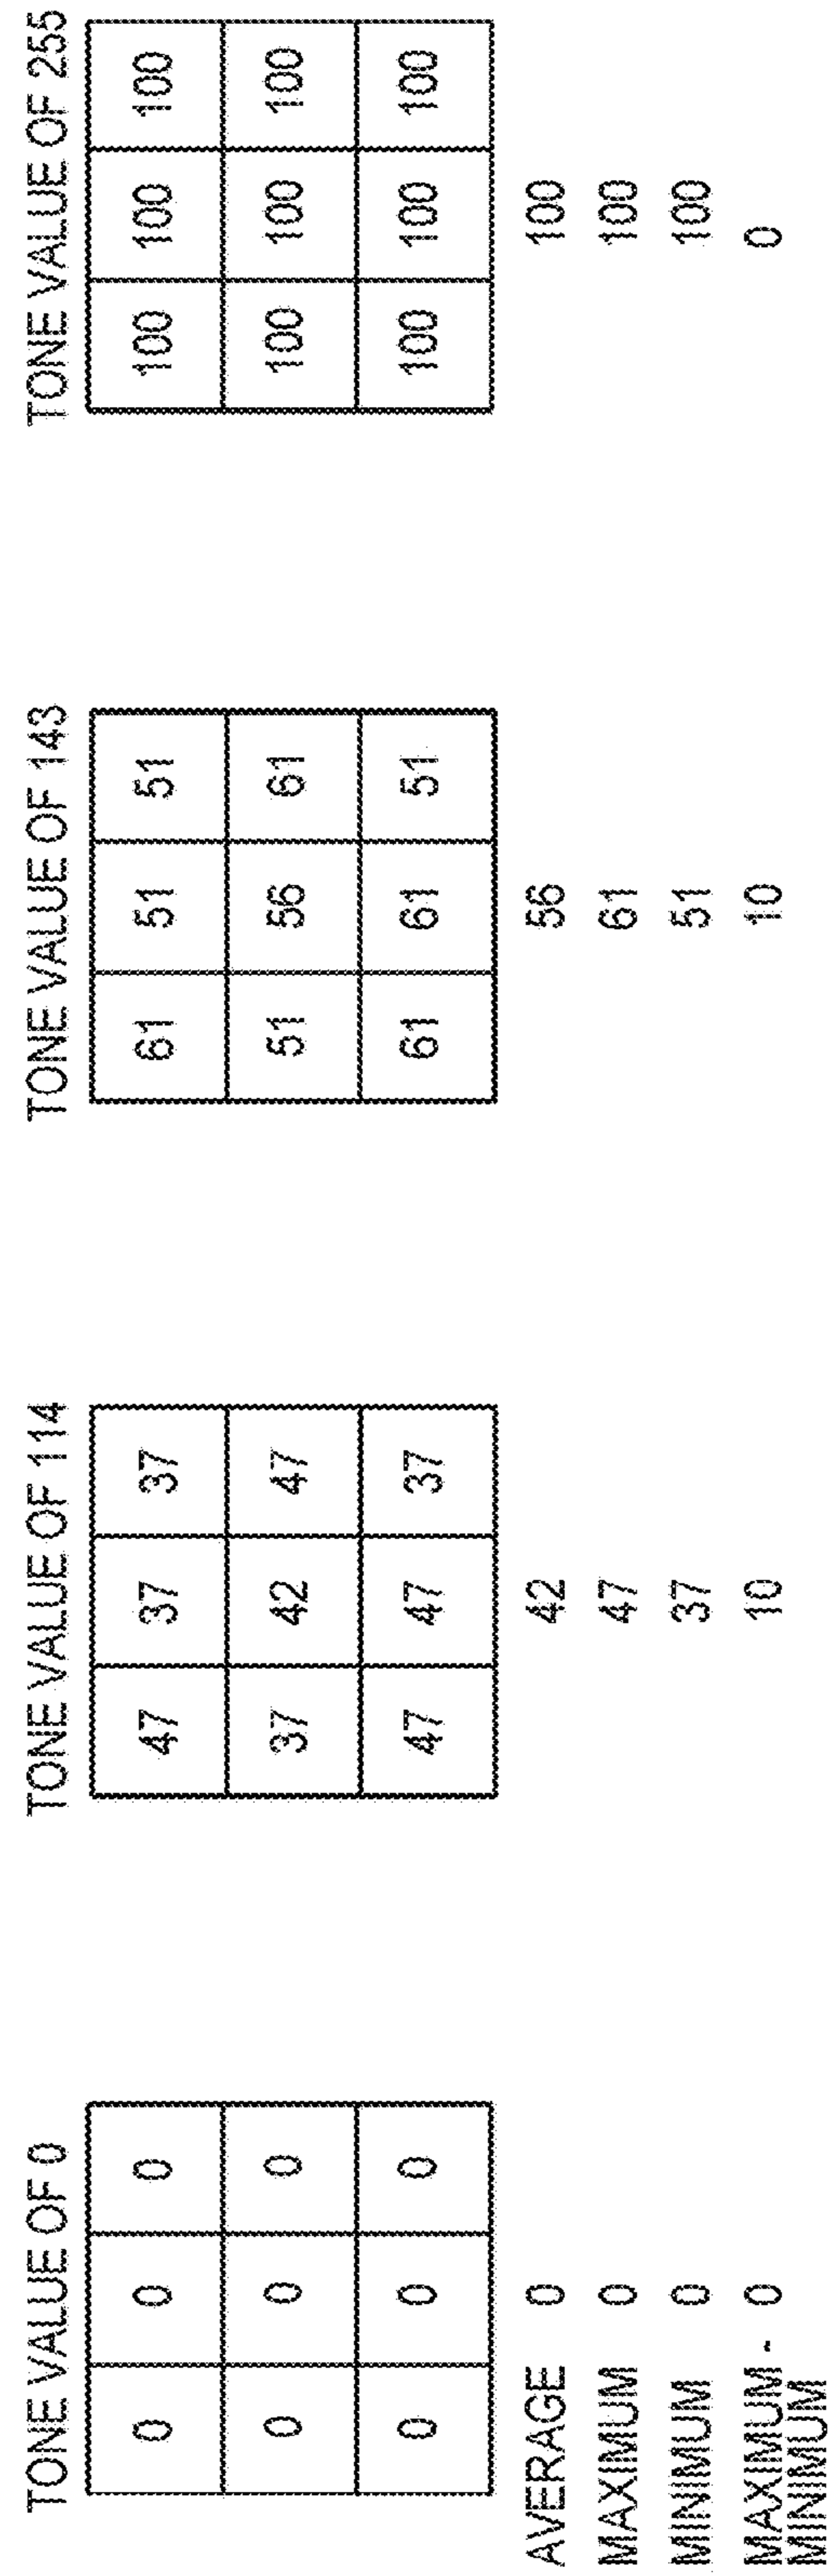 TONE VALUE OF 0 TONE VALUE OF 114 TONE VALUE OF 143 TONE VALUE OF 255
0 0 0 47 37 37 61 51 51 100 100 100
0 0 0 37 42 47 51 56 61 100 100 100
0 0 0 47 47 37 61 61 51 100 100 100
AVERAGE 0 42 56 100
MAXIMUM 0 47 61 100
MINIMUM 0 37 51 100
MAXIMUM - 0 10 10 0
MINIMUM